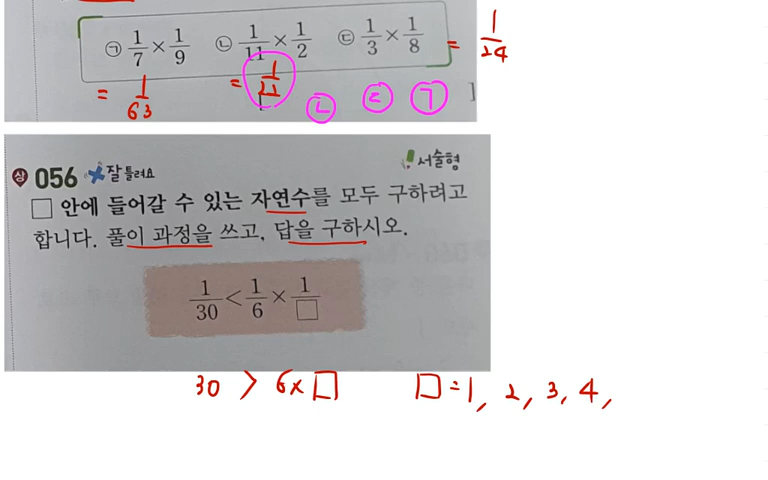 ㉠ 1/7 × 1/9 ㉡ 1/11 × 1/2 ㉢ 1/3 × 1/8 = 1/24
= 1/63 = 1/22 ㉡ ㉢ ㉠ ]
상 056 잘 틀려요 서술형
□ 안에 들어갈 수 있는 자연수를 모두 구하려고
합니다. 풀이 과정을 쓰고, 답을 구하시오.
1/30 < 1/6 × 1/□
30 > 6×□ □=1, 2, 3, 4,